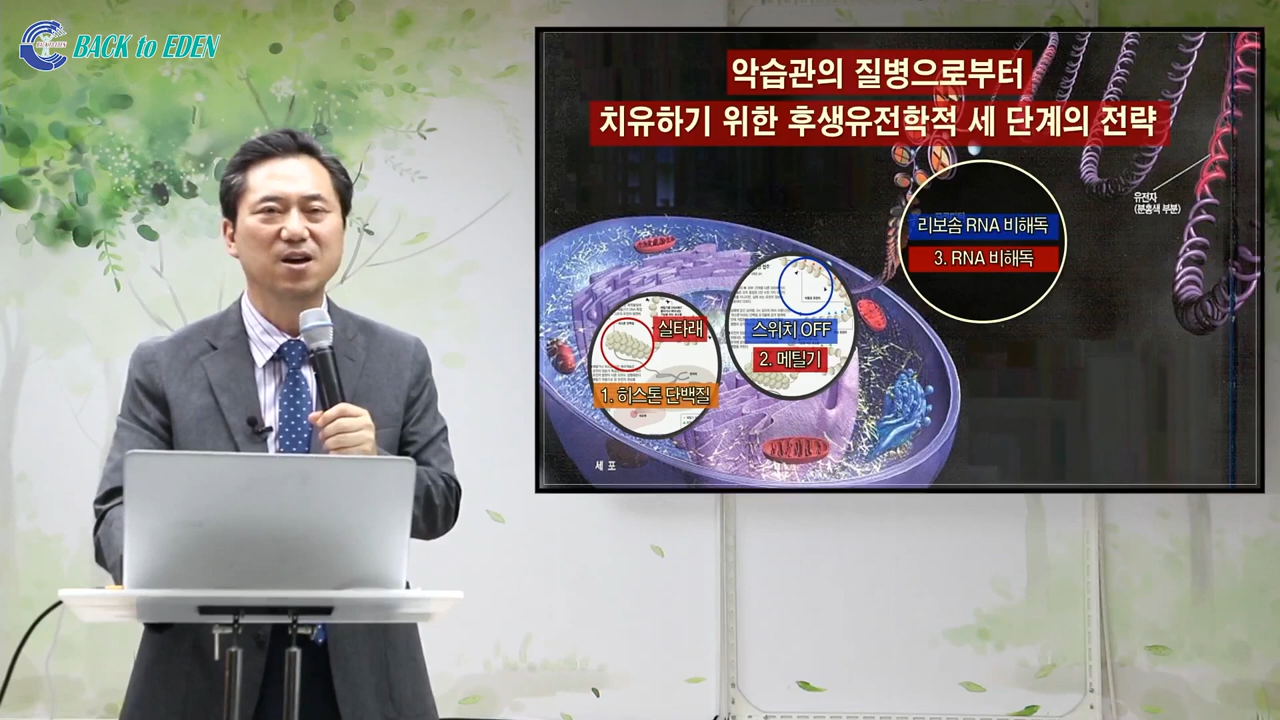 BACK to EDEN
악습관의 질병으로부터
치유하기 위한 후생유전학적 세 단계의 전략
유전자
(분홍색 부분)
리보솜 RNA 비해독
3. RNA 비해독
실타래
스위치 OFF
2. 메틸기
1. 히스톤 단백질
세포